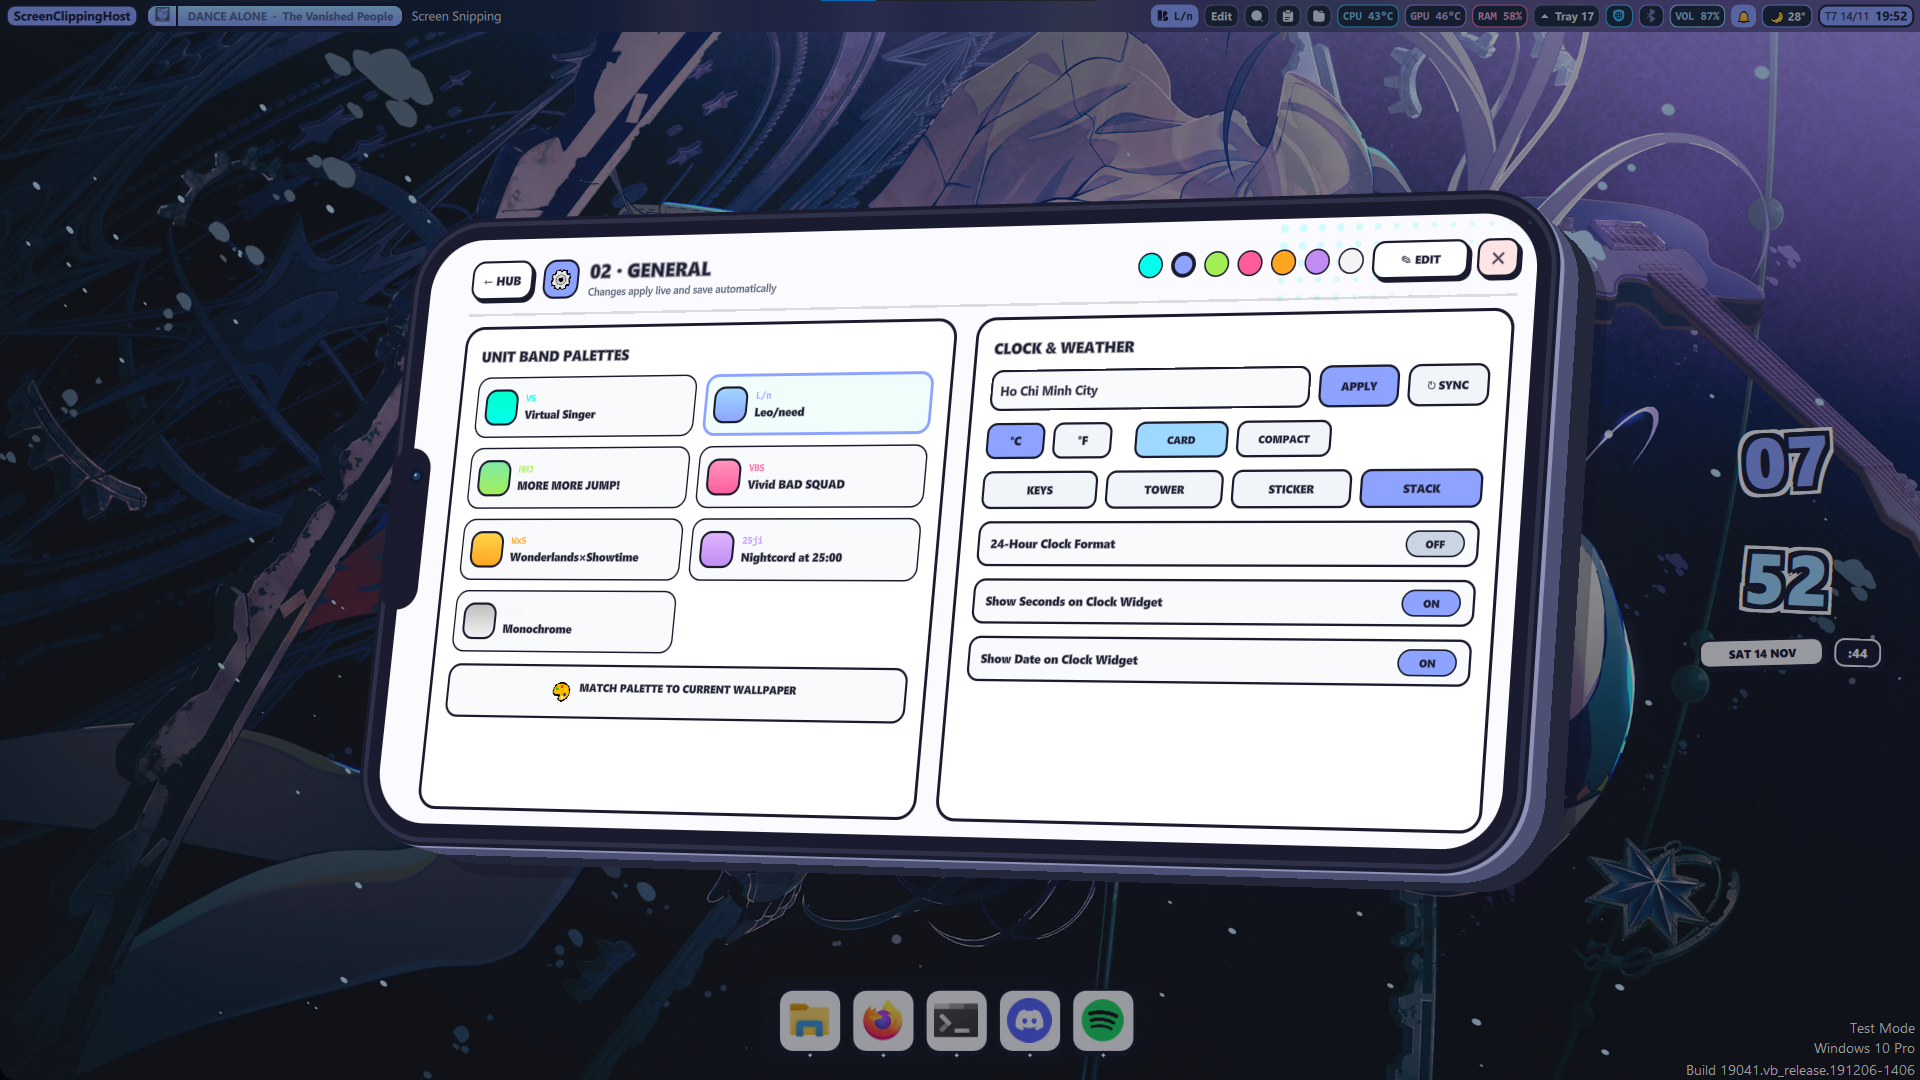 ScreenClippingHost
DANCE ALONE · The Vanished People
Screen Snipping
L/n
Edit
CPU 43°C
GPU 46°C
RAM 58%
Tray 17
VOL 87%
28°
T7 14/11 19:52
← HUB
02 · GENERAL
Changes apply live and save automatically
✎ EDIT
✕
UNIT BAND PALETTES
VS
Virtual Singer
L/n
Leo/need
MMJ
MORE MORE JUMP!
VBS
Vivid BAD SQUAD
WxS
Wonderlands×Showtime
25ji
Nightcord at 25:00
Monochrome
MATCH PALETTE TO CURRENT WALLPAPER
CLOCK & WEATHER
Ho Chi Minh City
APPLY
↻ SYNC
°C
°F
CARD
COMPACT
KEYS
TOWER
STICKER
STACK
24-Hour Clock Format
OFF
Show Seconds on Clock Widget
ON
Show Date on Clock Widget
ON
07
52
SAT 14 NOV
:44
Test Mode
Windows 10 Pro
Build 19041.vb_release.191206-1406